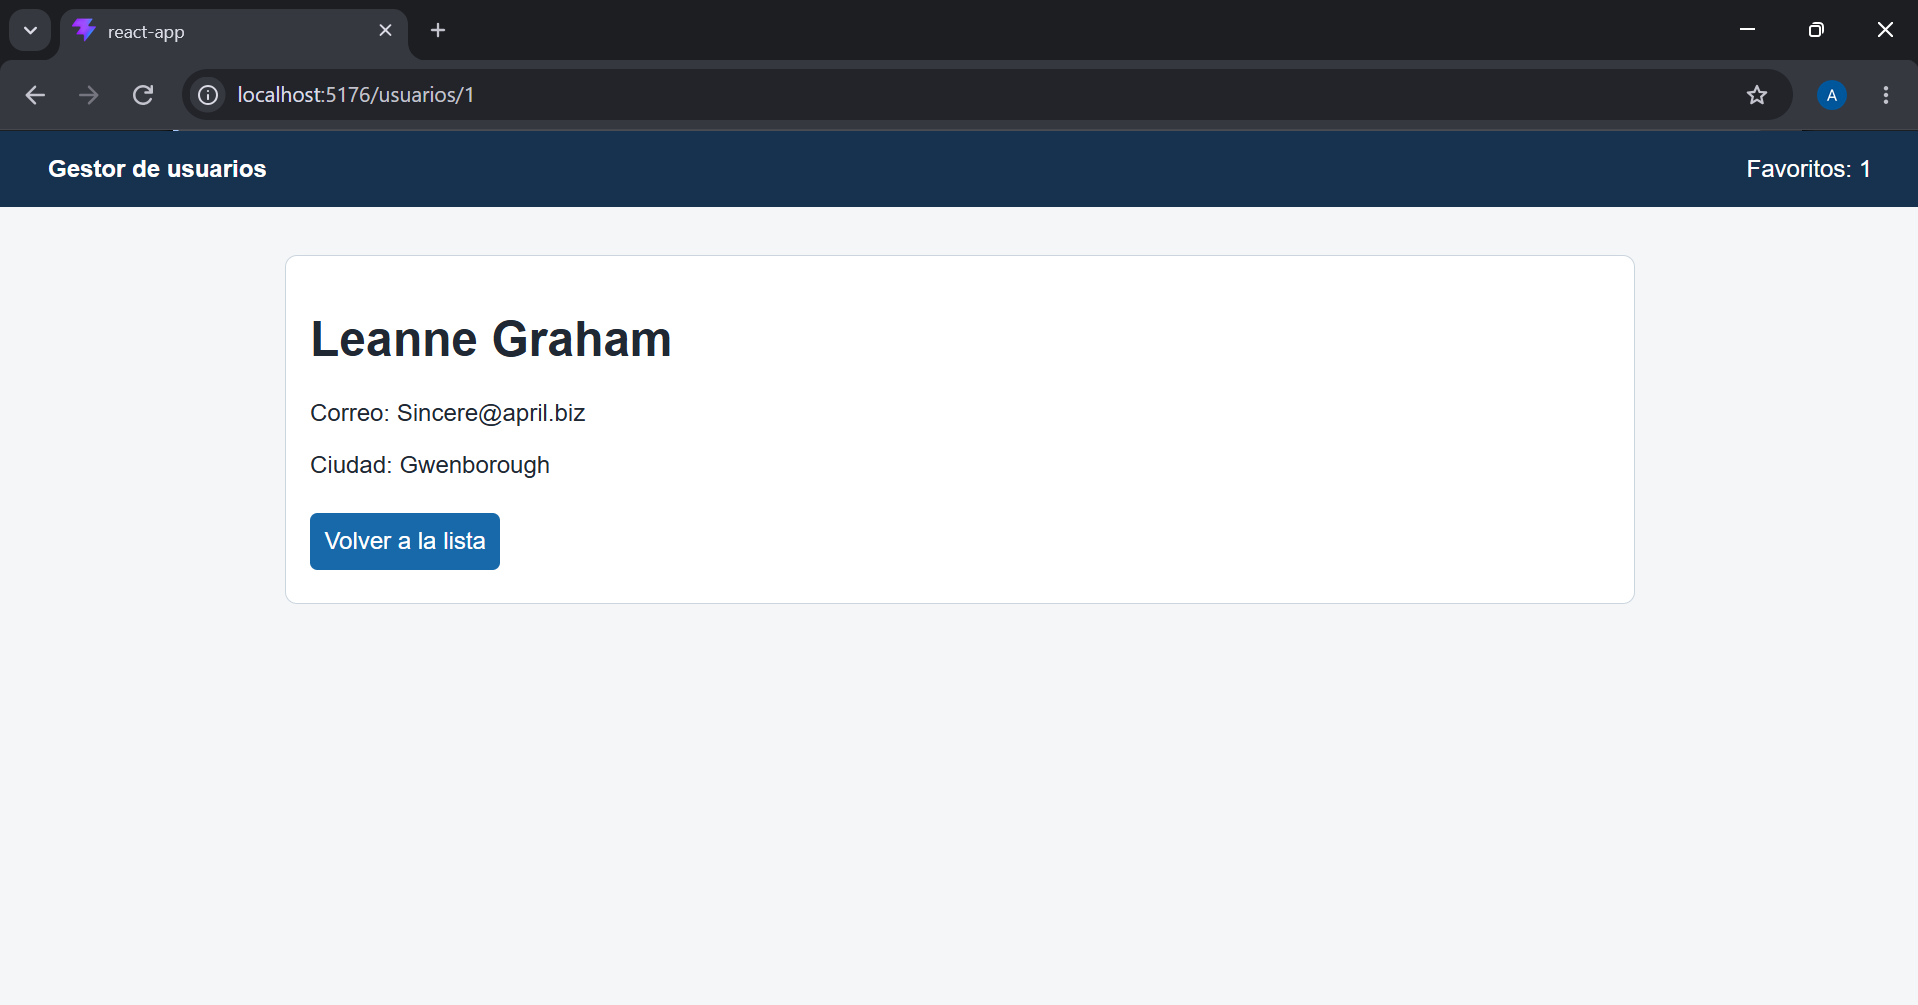 react-app
localhost:5176/usuarios/1
A
Gestor de usuarios
Favoritos: 1
Leanne Graham
Correo: Sincere@april.biz
Ciudad: Gwenborough
Volver a la lista